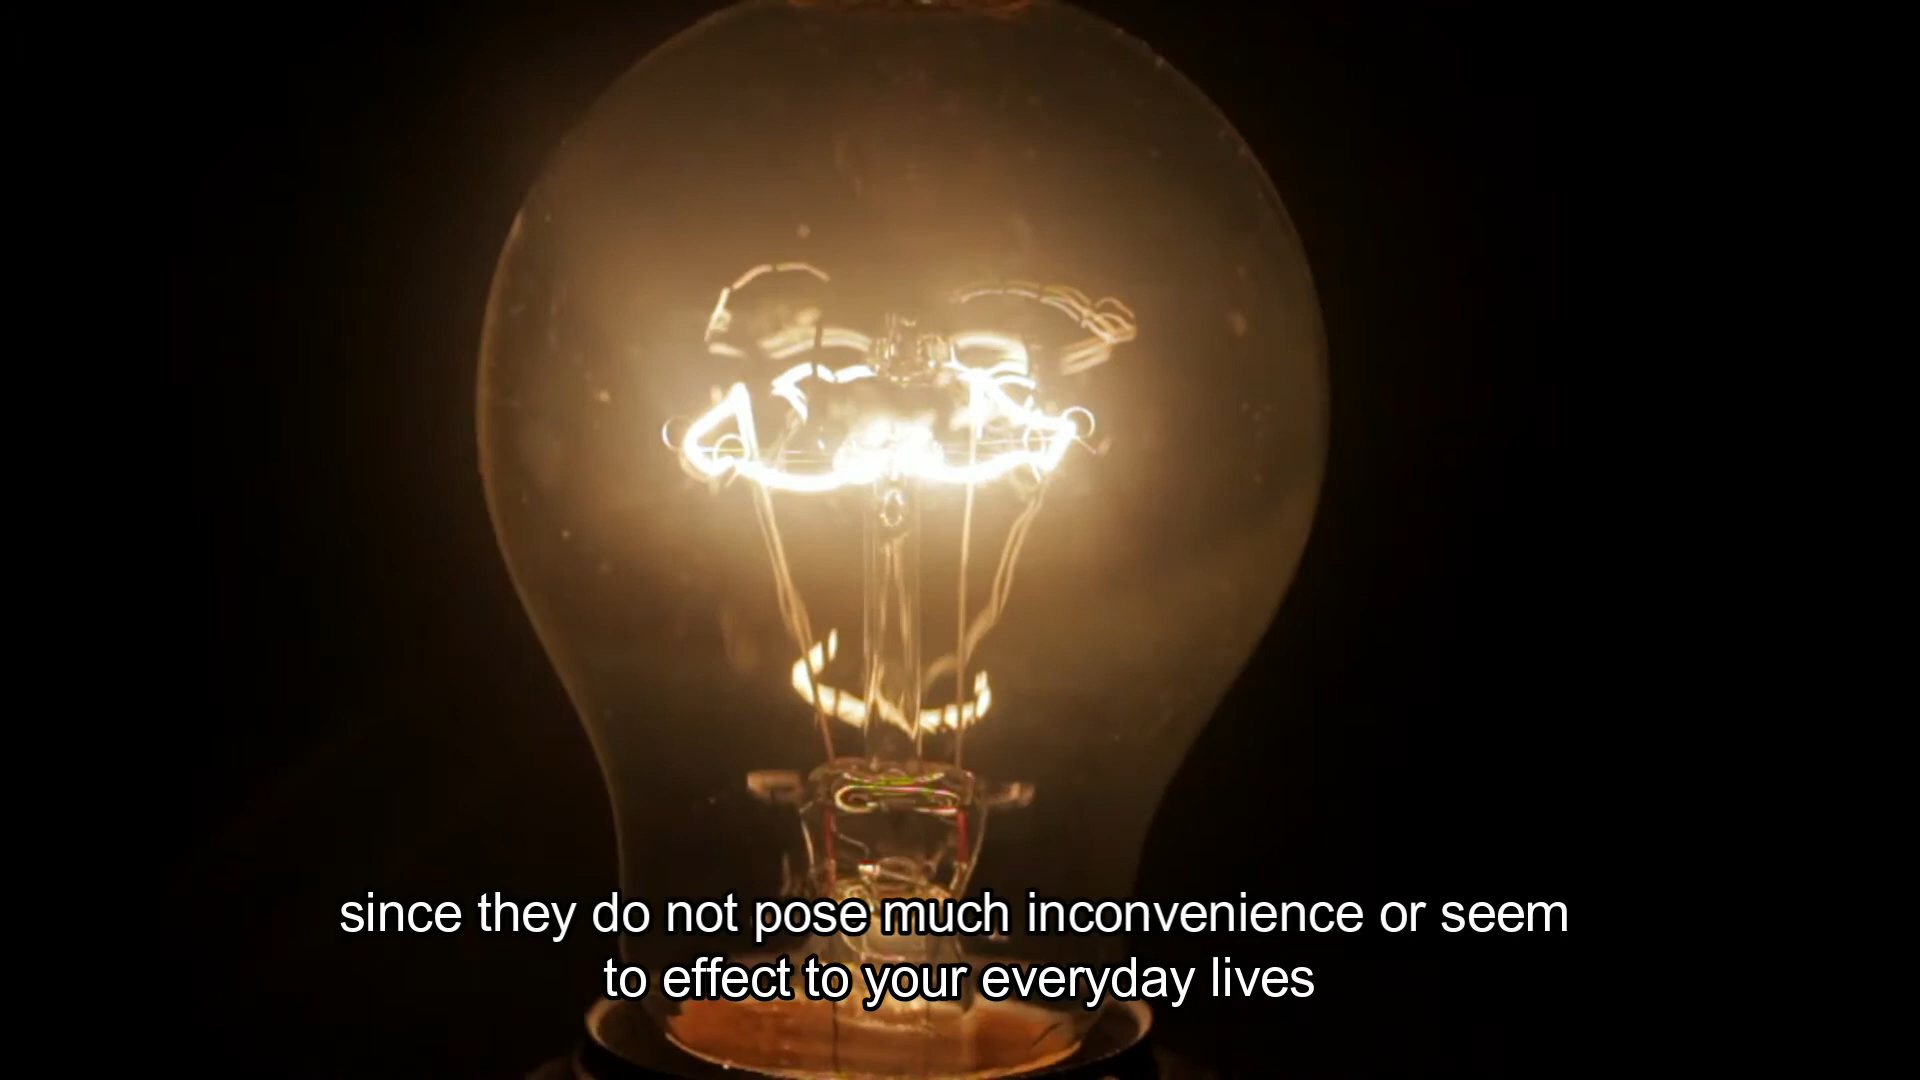 since they do not pose much inconvenience or seem
to effect to your everyday lives